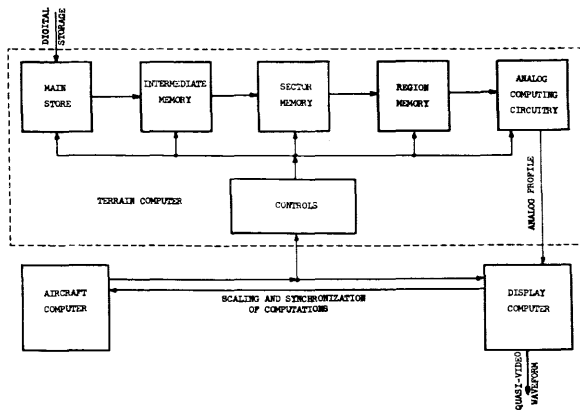 DIGITAL
STORAGE
MAIN
STORE
INTERMEDIATE
MEMORY
SECTOR
MEMORY
REGION
MEMORY
ANALOG
COMPUTING
CIRCUITRY
TERRAIN COMPUTER
CONTROLS
ANALOG PROFILE
AIRCRAFT
COMPUTER
SCALING AND SYNCHRONIZATION
OF COMPUTATIONS
DISPLAY
COMPUTER
QUASI-VIDEO
WAVEFORM